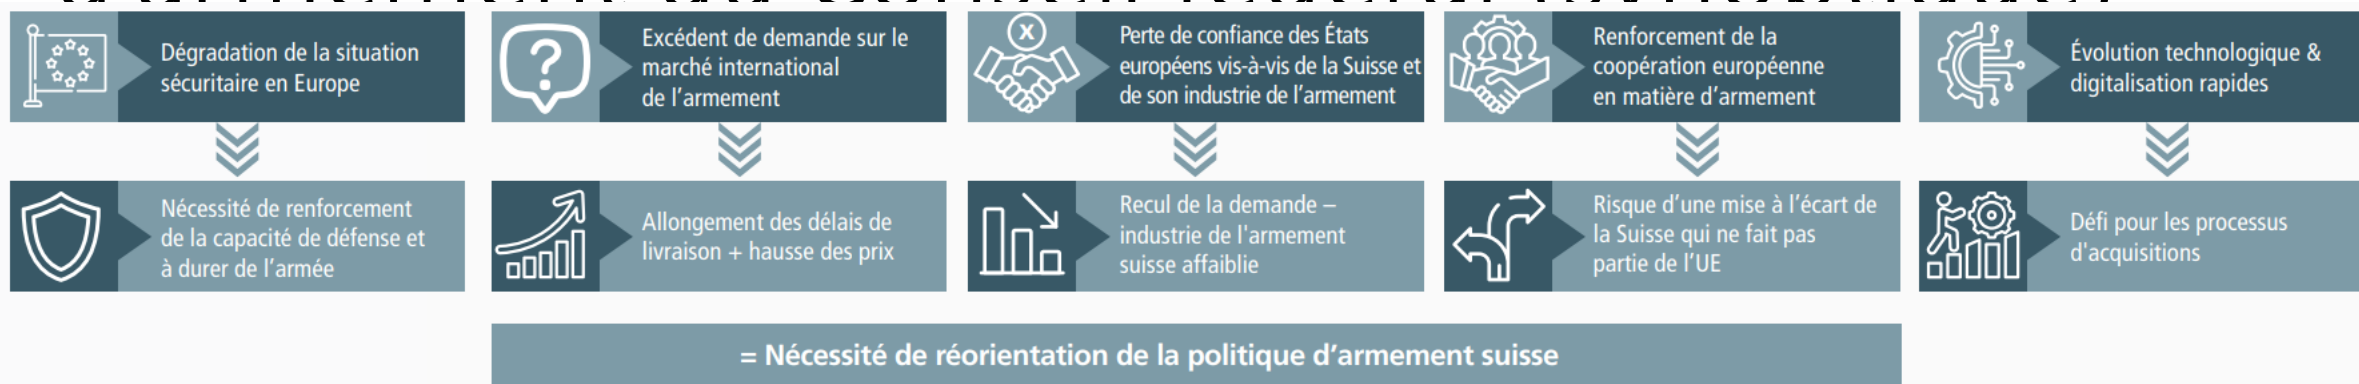 Dégradation de la situation
sécuritaire en Europe
Excédent de demande sur le
marché international
de l'armement
Perte de confiance des États
européens vis-à-vis de la Suisse et
de son industrie de l'armement
Renforcement de la
coopération européenne
en matière d'armement
Évolution technologique &
digitalisation rapides
Nécessité de renforcement
de la capacité de défense et
à durer de l'armée
Allongement des délais de
livraison + hausse des prix
Recul de la demande –
industrie de l'armement
suisse affaiblie
Risque d'une mise à l'écart de
la Suisse qui ne fait pas
partie de l'UE
Défi pour les processus
d'acquisitions
= Nécessité de réorientation de la politique d'armement suisse